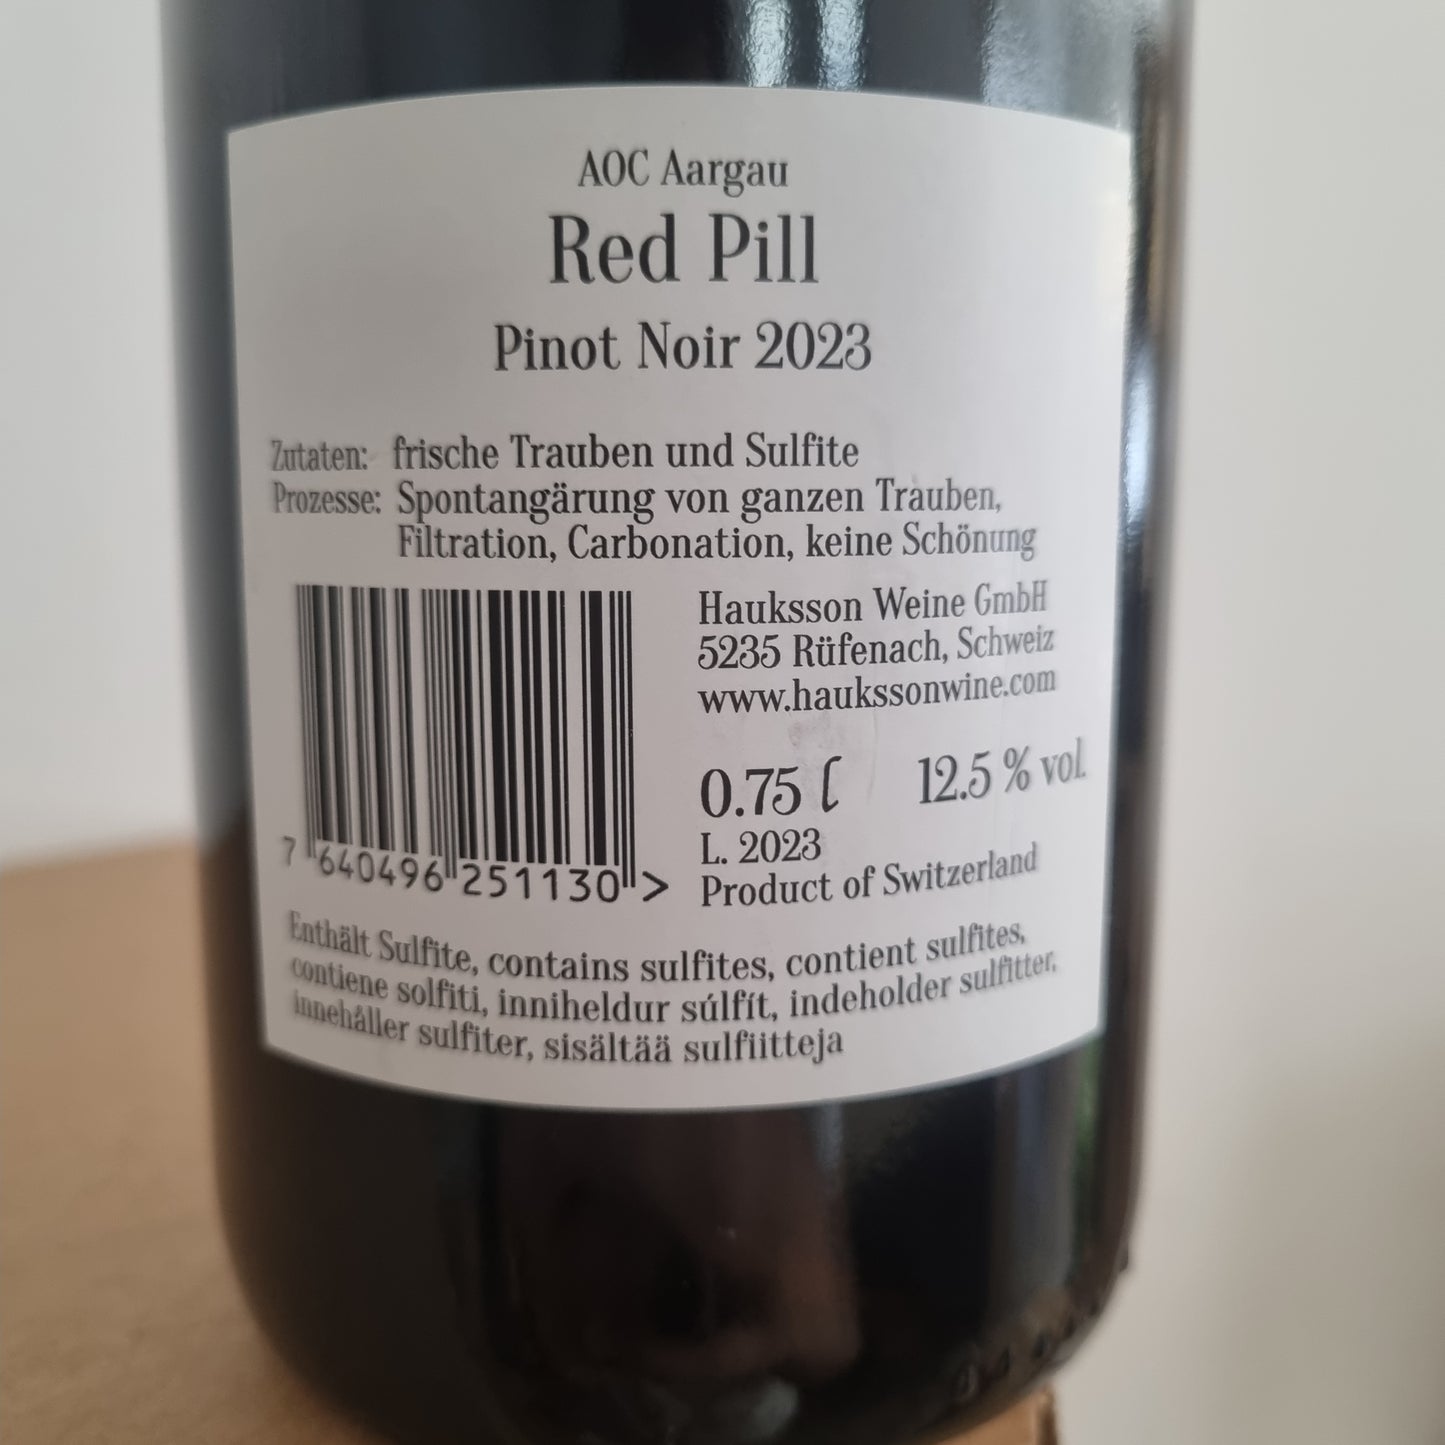 AOC Aargau
Red Pill
Pinot Noir 2023
Zutaten: frische Trauben und Sulfite
Prozesse: Spontangärung von ganzen Trauben,
Filtration, Carbonation, keine Schönung
Hauksson Weine GmbH
5235 Rüfenach, Schweiz
www.haukssonwine.com
0.75 l 12.5 % vol.
L. 2023
Product of Switzerland
7 640496 251130 >
Enthält Sulfite, contains sulfites, contient sulfites,
contiene solfiti, inniheldur súlfít, indeholder sulfitter,
innehåller sulfiter, sisältää sulfiitteja